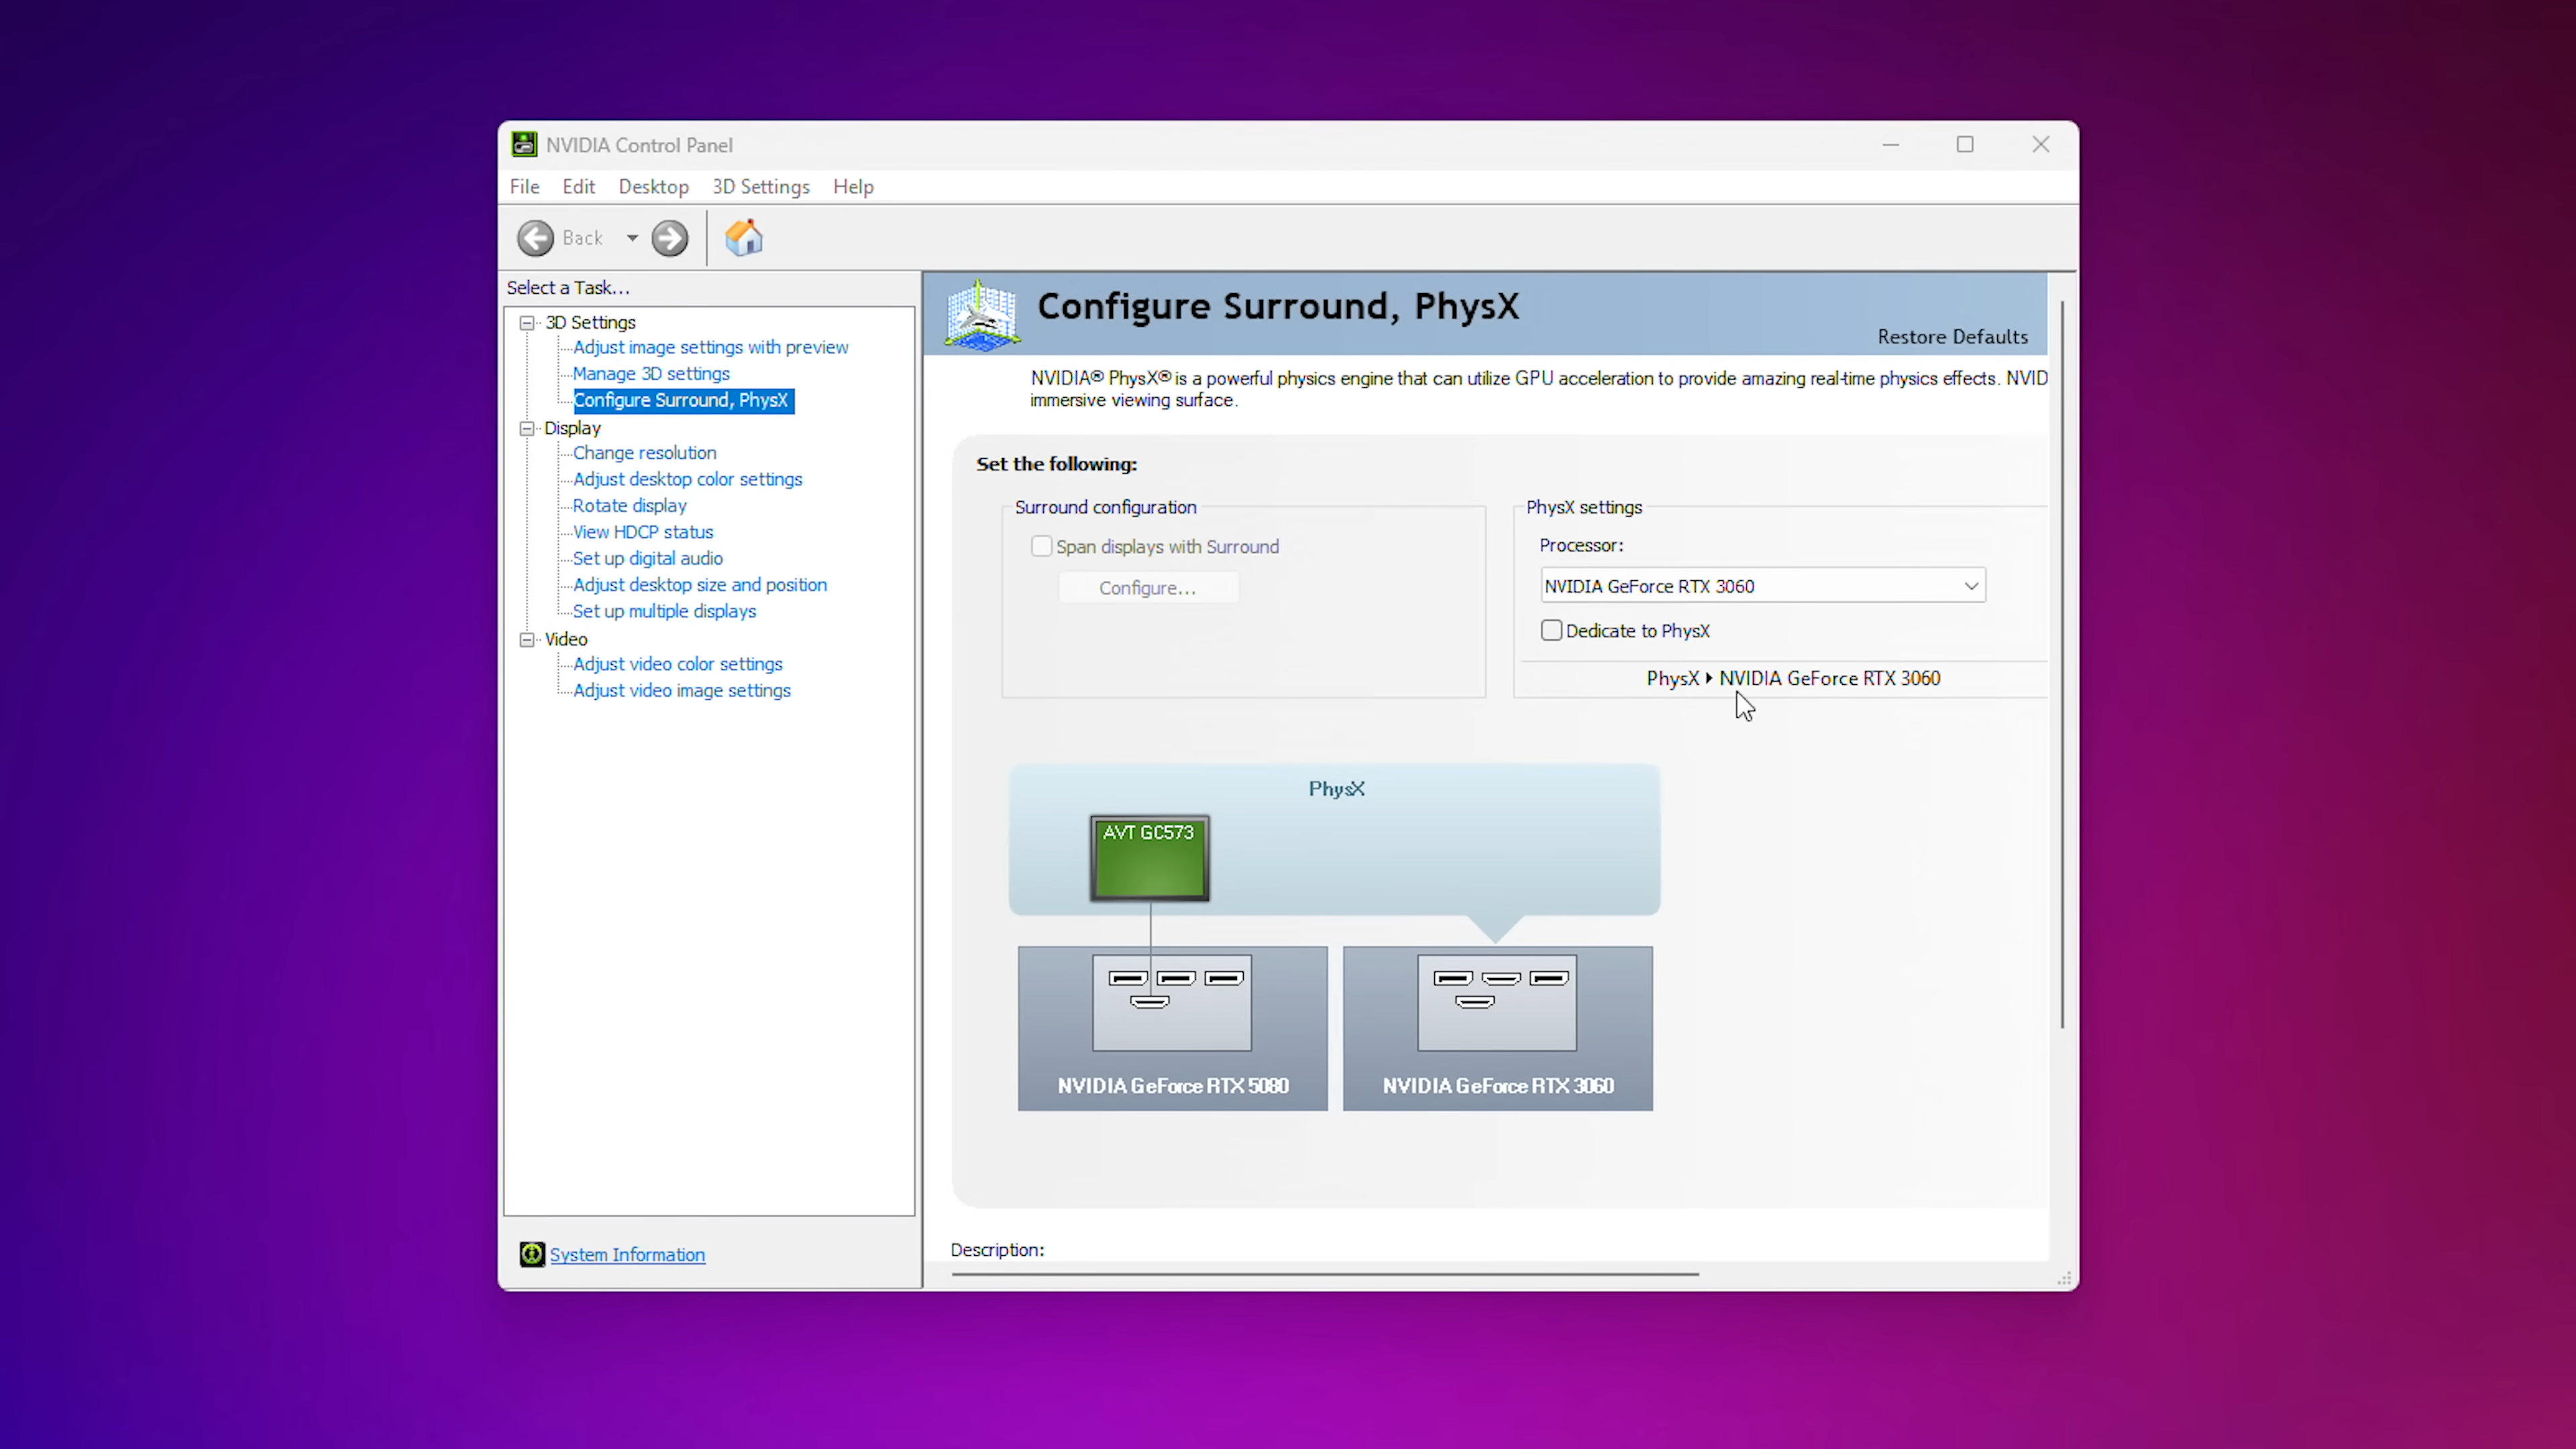 NVIDIA Control Panel
File Edit Desktop 3D Settings Help
Back
Select a Task...
3D Settings
Adjust image settings with preview
Manage 3D settings
Configure Surround, PhysX
Display
Change resolution
Adjust desktop color settings
Rotate display
View HDCP status
Set up digital audio
Adjust desktop size and position
Set up multiple displays
Video
Adjust video color settings
Adjust video image settings
System Information
Configure Surround, PhysX
Restore Defaults
NVIDIA® PhysX® is a powerful physics engine that can utilize GPU acceleration to provide amazing real-time physics effects. NVID
immersive viewing surface.
Set the following:
Surround configuration
Span displays with Surround
Configure...
PhysX settings
Processor:
NVIDIA GeForce RTX 3060
Dedicate to PhysX
PhysX ▸ NVIDIA GeForce RTX 3060
PhysX
AVT GC573
NVIDIA GeForce RTX 5080
NVIDIA GeForce RTX 3060
Description: